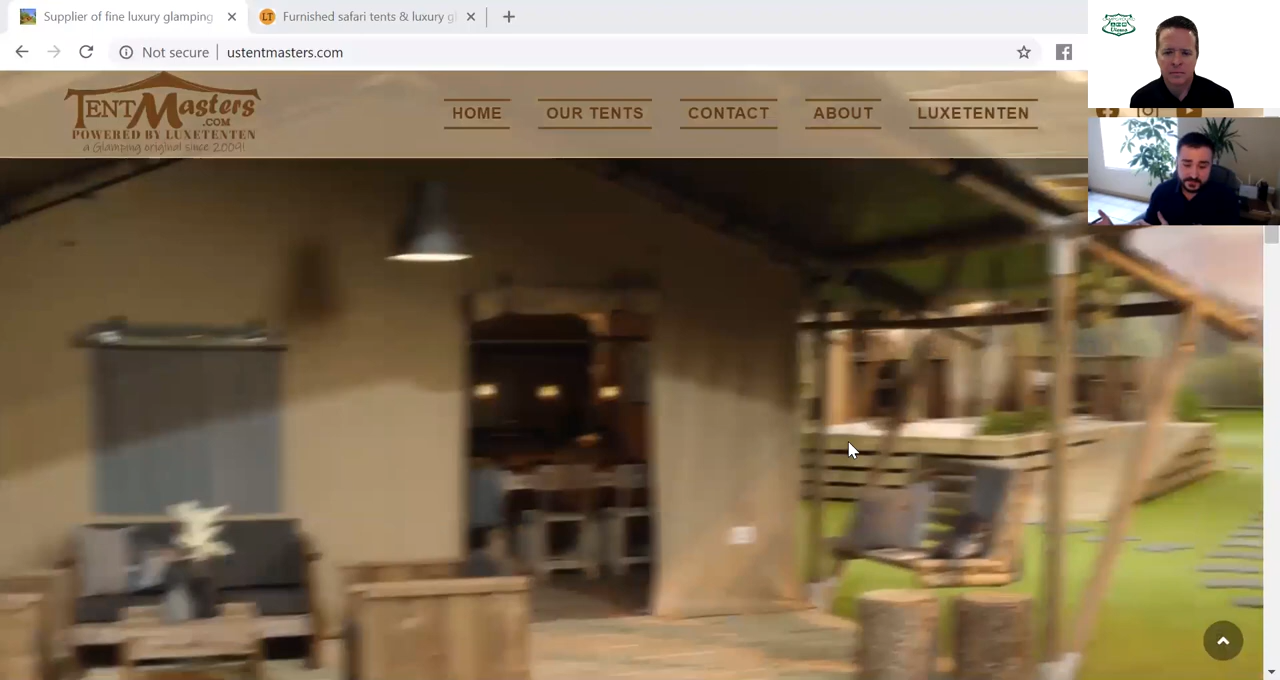 Supplier of fine luxury glamping
LT Furnished safari tents & luxury gl
Not secure | ustentmasters.com
TENTMASTERS
.COM
POWERED BY LUXETENTEN
a Glamping original since 2009!
HOME
OUR TENTS
CONTACT
ABOUT
LUXETENTEN